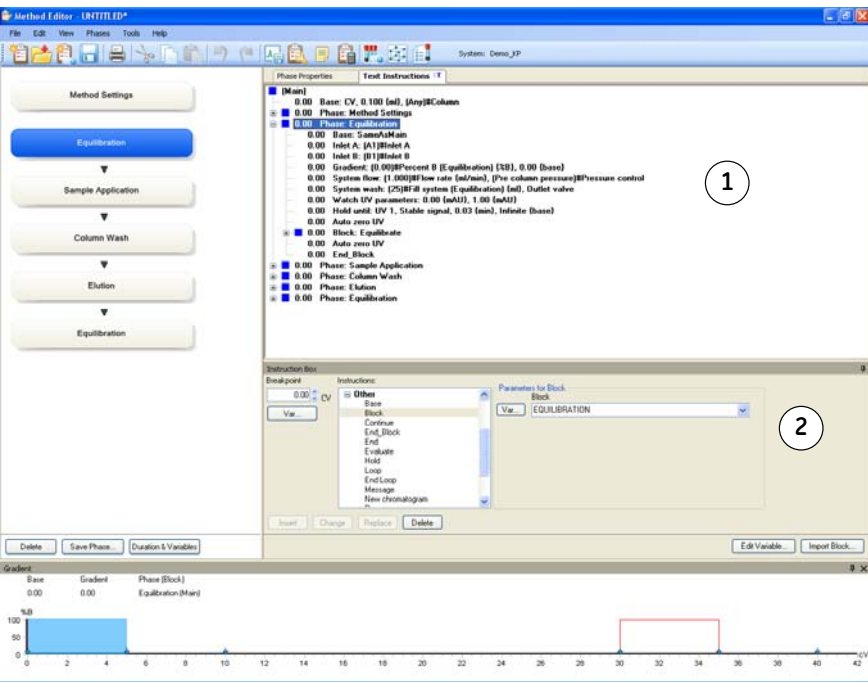 Method Editor - UNTITLED*
File Edit View Phases Tools Help
System: Demo_XP
Method Settings
Equilibration
Sample Application
Column Wash
Elution
Equilibration
Delete Save Phase... Duration & Variables
Phase Properties Text Instructions
(Main)
0.00 Base: CV, 0.100 {ml}, (Any)#Column
0.00 Phase: Method Settings
0.00 Phase: Equilibration
0.00 Base: SameAsMain
0.00 Inlet A: (A1)#Inlet A
0.00 Inlet B: (B1)#Inlet B
0.00 Gradient: (0.00)#Percent B (Equilibration) {%B}, 0.00 {base}
0.00 System flow: (1.000)#Flow rate {ml/min}, (Pre column pressure)#Pressure control
0.00 System wash: (25)#Fill system (Equilibration) {ml}, Outlet valve
0.00 Watch UV parameters: 0.00 {mAU}, 1.00 {mAU}
0.00 Hold until: UV 1, Stable signal, 0.03 {min}, Infinite {base}
0.00 Auto zero UV
0.00 Block: Equilibrate
0.00 Auto zero UV
0.00 End_Block
0.00 Phase: Sample Application
0.00 Phase: Column Wash
0.00 Phase: Elution
0.00 Phase: Equilibration
1
Instruction Box
Breakpoint
0.00 CV
Var...
Instructions:
Other
Base
Block
Continue
End_Block
End
Evaluate
Hold
Loop
End Loop
Message
New chromatogram
Parameters for Block
Block
Var... EQUILIBRATION
2
Insert Change Replace Delete
Edit Variable... Import Block...
Gradient
Base Gradient Phase (Block)
0.00 0.00 Equilibration (Main)
%B
100
50
0
0 2 4 6 8 10 12 14 16 18 20 22 24 26 28 30 32 34 36 38 40 42
CV